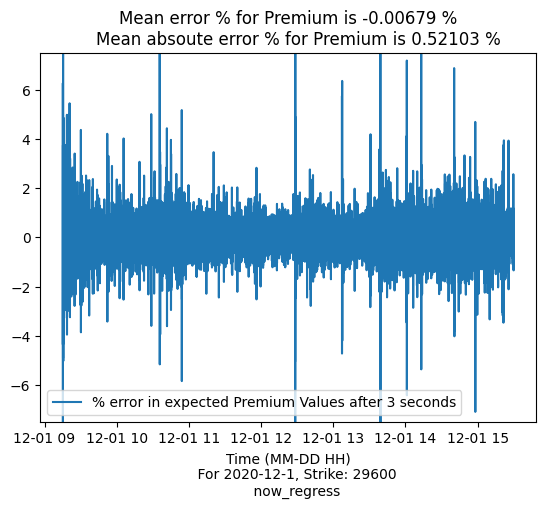 Mean error % for Premium is -0.00679 %
Mean absoute error % for Premium is 0.52103 %
6
4
2
0
−2
−4
−6
% error in expected Premium Values after 3 seconds
12-01 09 12-01 10 12-01 11 12-01 12 12-01 13 12-01 14 12-01 15
Time (MM-DD HH)
For 2020-12-1, Strike: 29600
now_regress